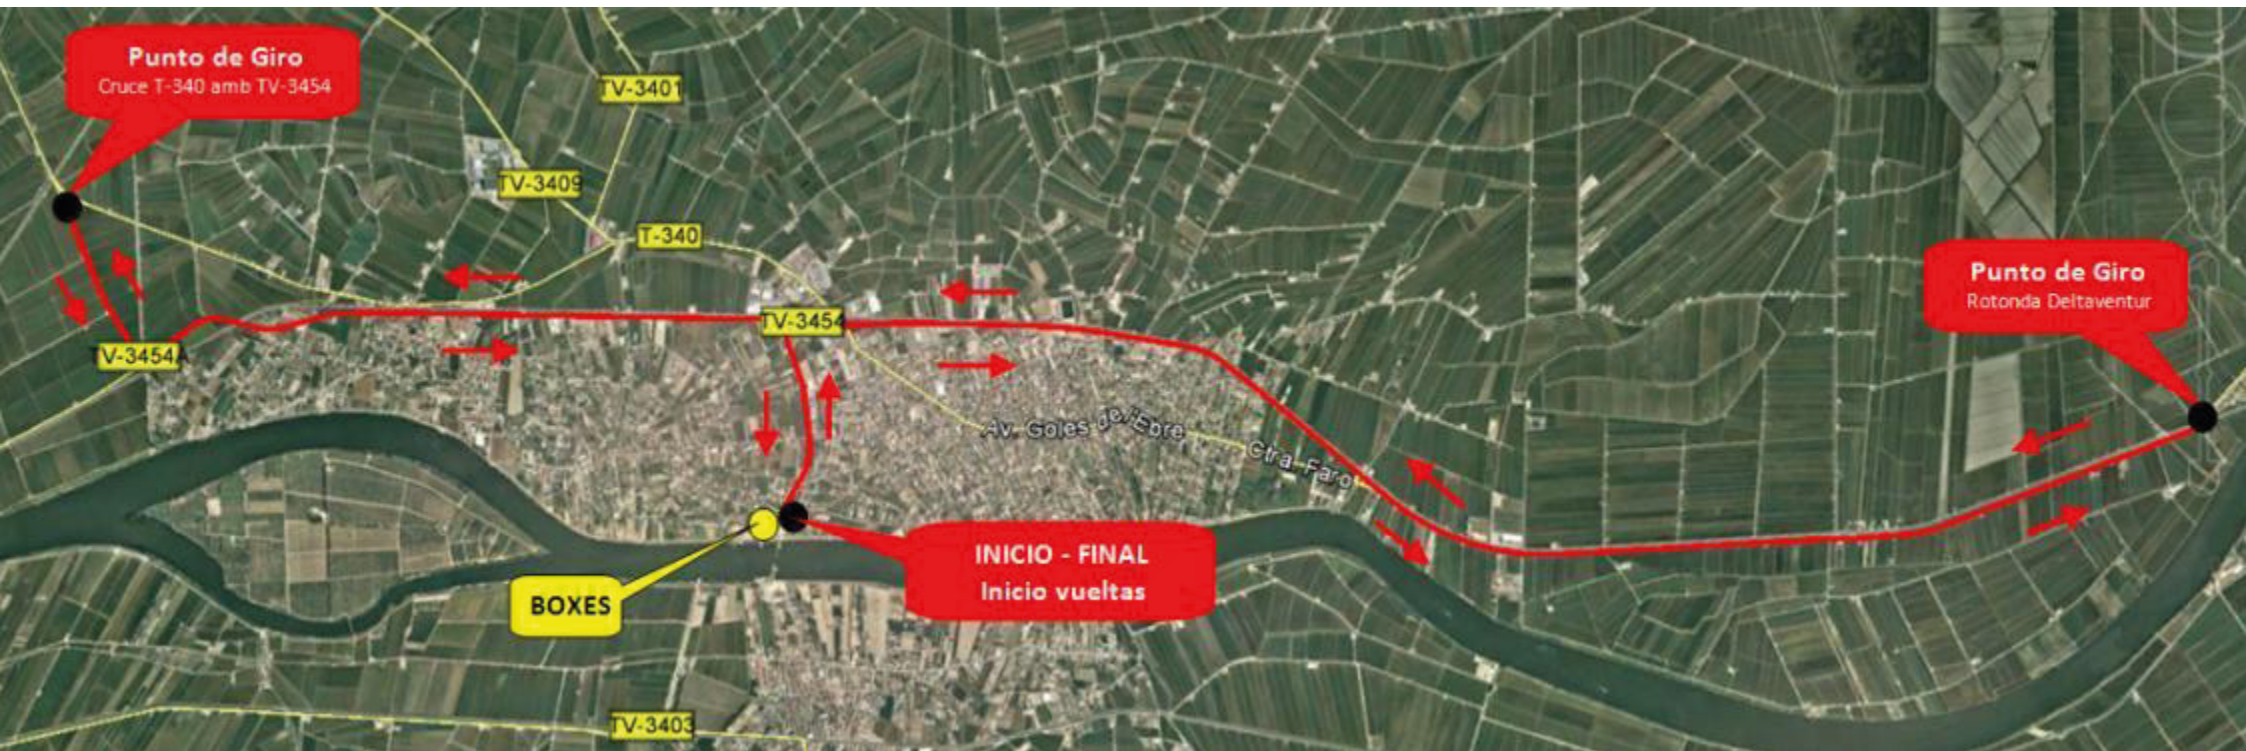 Punto de Giro
Cruce T-340 amb TV-3454
TV-3401
TV-3409
T-340
Punto de Giro
Rotonda Deltaventur
TV-3454
TV-3454A
Av. Goles de l'Ebre
Ctra. Faro
INICIO - FINAL
Inicio vueltas
BOXES
TV-3403